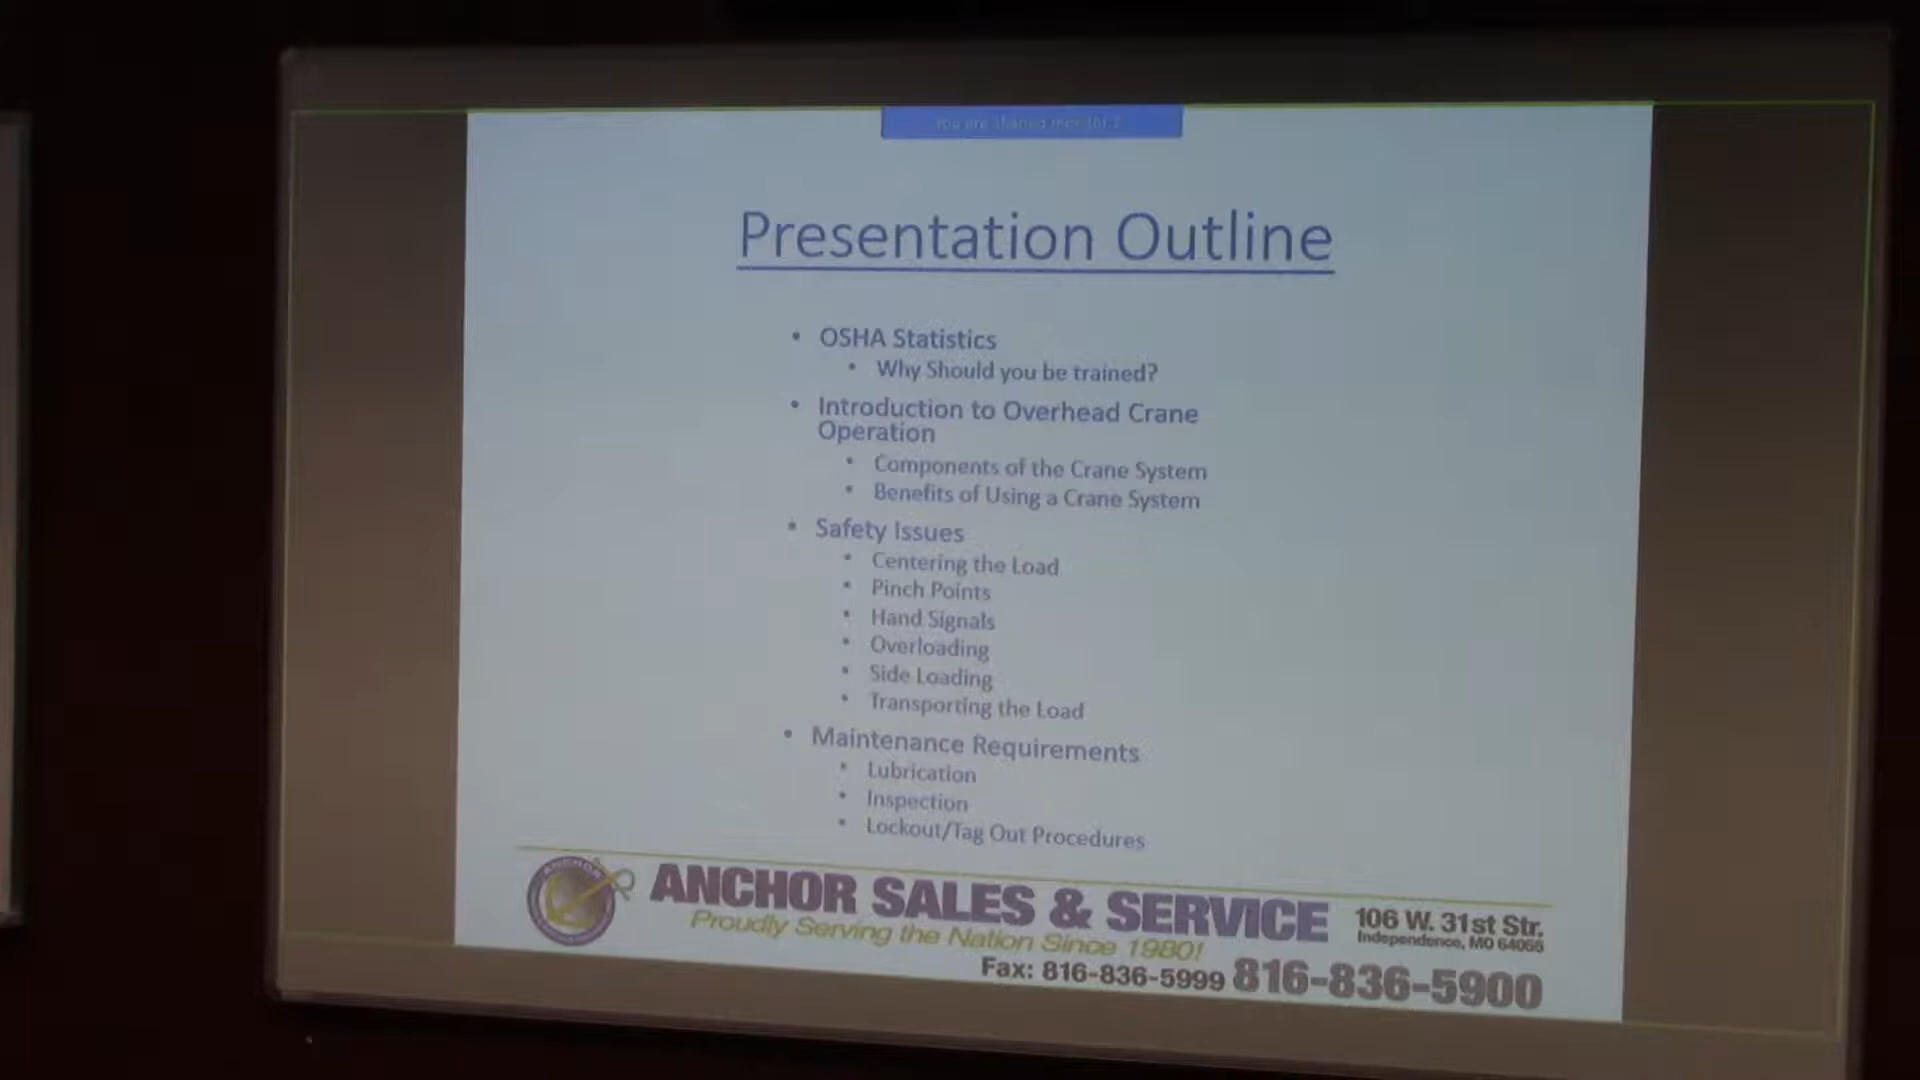 Presentation Outline
• OSHA Statistics
• Why Should you be trained?
• Introduction to Overhead Crane
Operation
• Components of the Crane System
• Benefits of Using a Crane System
• Safety Issues
• Centering the Load
• Pinch Points
• Hand Signals
• Overloading
• Side Loading
• Transporting the Load
• Maintenance Requirements
• Lubrication
• Inspection
• Lockout/Tag Out Procedures
ANCHOR
ANCHOR SALES & SERVICE
Proudly Serving the Nation Since 1980!
106 W. 31st Str.
Independence, MO 64055
Fax: 816-836-5999 816-836-5900